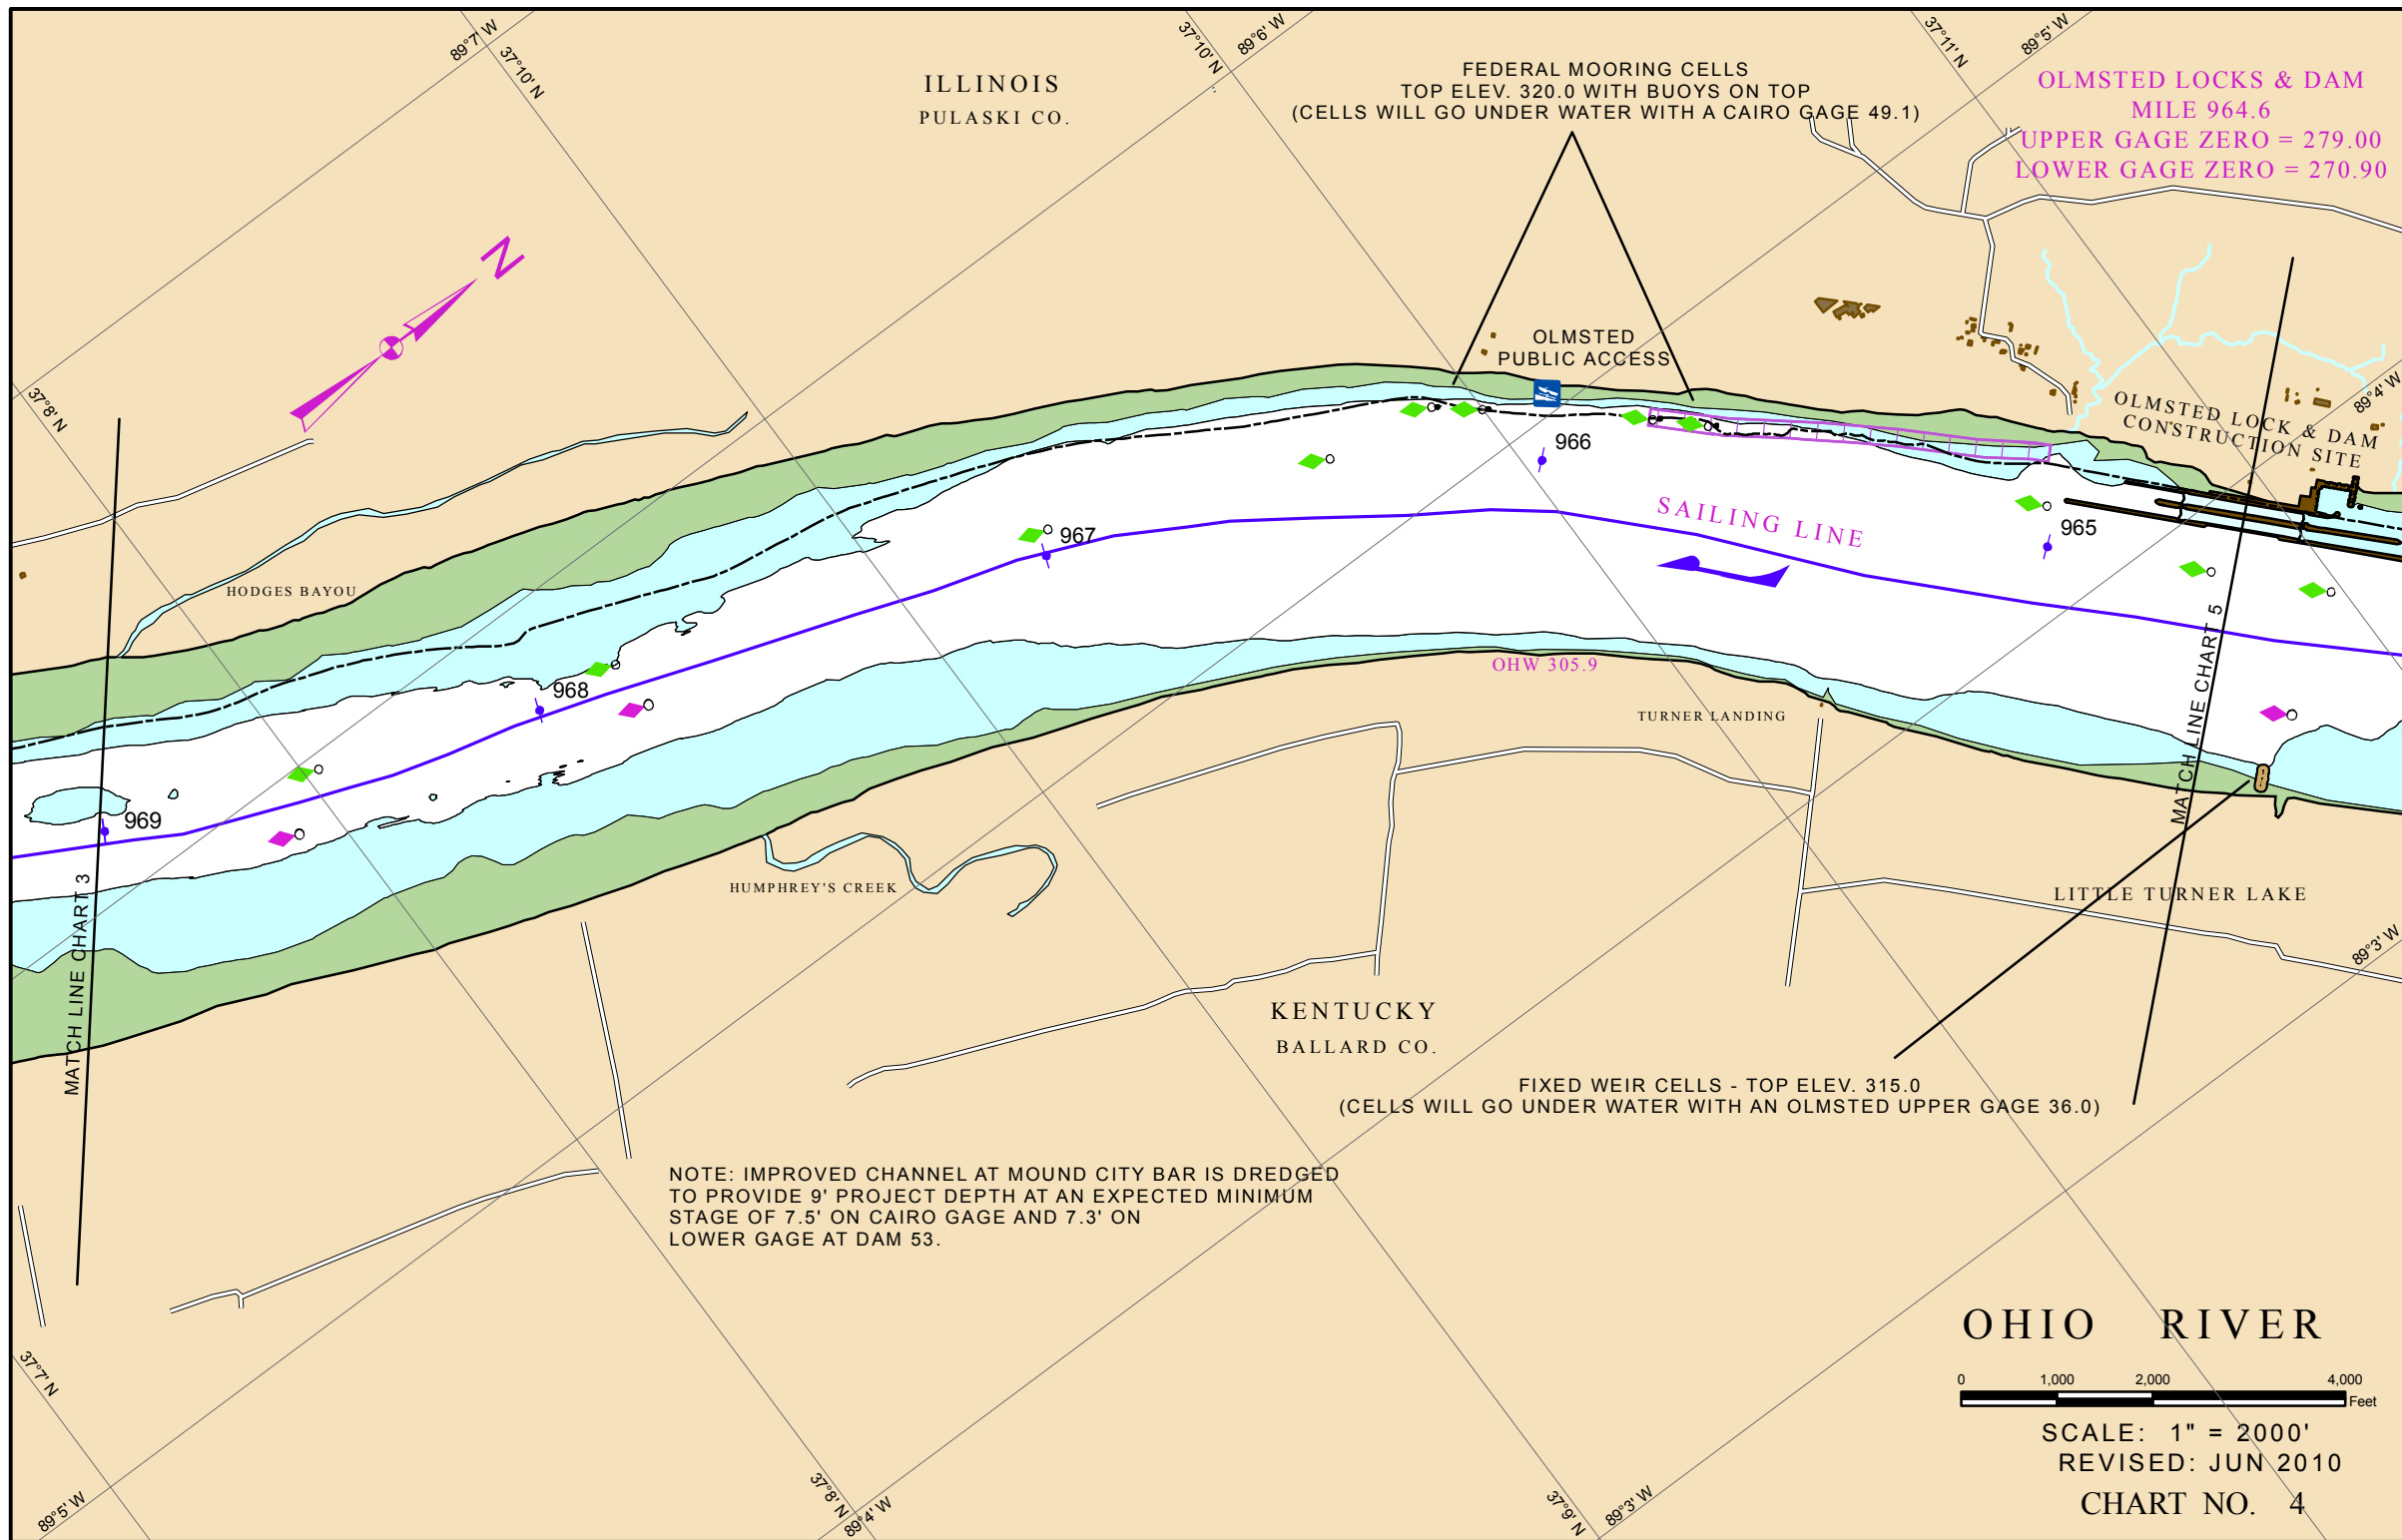 89°7' W
37°10' N
ILLINOIS
PULASKI CO.
37°10' N
89°6' W
FEDERAL MOORING CELLS
TOP ELEV. 320.0 WITH BUOYS ON TOP
(CELLS WILL GO UNDER WATER WITH A CAIRO GAGE 49.1)
37°11' N
89°5' W
OLMSTED LOCKS & DAM
MILE 964.6
UPPER GAGE ZERO = 279.00
LOWER GAGE ZERO = 270.90
N
OLMSTED
PUBLIC ACCESS
37°8' N
89°4' W
OLMSTED LOCK & DAM
CONSTRUCTION SITE
966
SAILING LINE
965
967
HODGES BAYOU
968
OHW 305.9
TURNER LANDING
MATCH LINE CHART 5
969
MATCH LINE CHART 3
HUMPHREY'S CREEK
LITTLE TURNER LAKE
89°3' W
KENTUCKY
BALLARD CO.
FIXED WEIR CELLS - TOP ELEV. 315.0
(CELLS WILL GO UNDER WATER WITH AN OLMSTED UPPER GAGE 36.0)
NOTE: IMPROVED CHANNEL AT MOUND CITY BAR IS DREDGED
TO PROVIDE 9' PROJECT DEPTH AT AN EXPECTED MINIMUM
STAGE OF 7.5' ON CAIRO GAGE AND 7.3' ON
LOWER GAGE AT DAM 53.
37°7' N
89°5' W
37°8' N
89°4' W
37°9' N
89°3' W
OHIO RIVER
0 1,000 2,000 4,000
Feet
SCALE: 1" = 2000'
REVISED: JUN 2010
CHART NO. 4